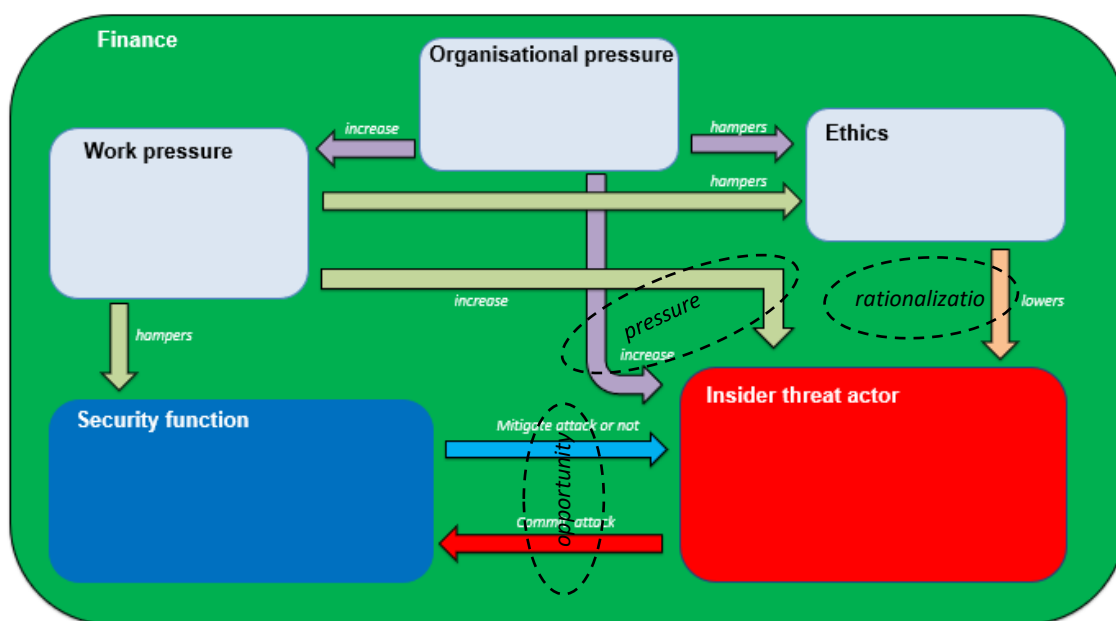 Finance
Organisational pressure
increase
hampers
Work pressure
Ethics
hampers
increase
pressure
rationalizatio
lowers
hampers
increase
Security function
Insider threat actor
Mitigate attack or not
opportunity
attack